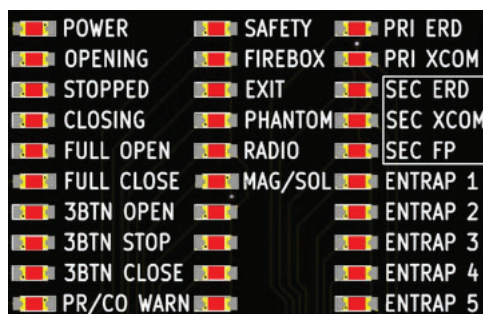 POWER
OPENING
STOPPED
CLOSING
FULL OPEN
FULL CLOSE
3BTN OPEN
3BTN STOP
3BTN CLOSE
PR/CO WARN
SAFETY
FIREBOX
EXIT
PHANTOM
RADIO
MAG/SOL
PRI ERD
PRI XCOM
SEC ERD
SEC XCOM
SEC FP
ENTRAP 1
ENTRAP 2
ENTRAP 3
ENTRAP 4
ENTRAP 5